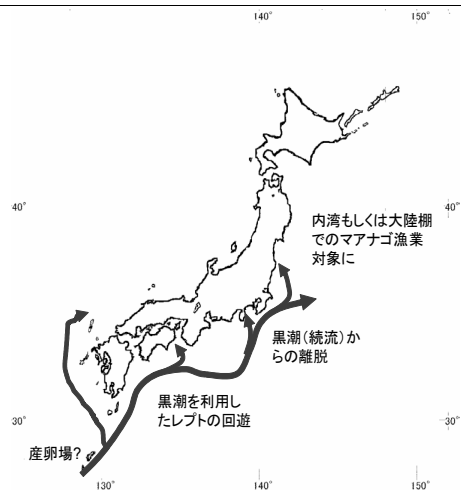 140°
150°
40°
内湾もしくは大陸棚
でのマアナゴ漁業
対象に
黒潮(続流)か
らの離脱
黒潮を利用し
たレプトの回遊
30°
産卵場?
130°
140°
150°